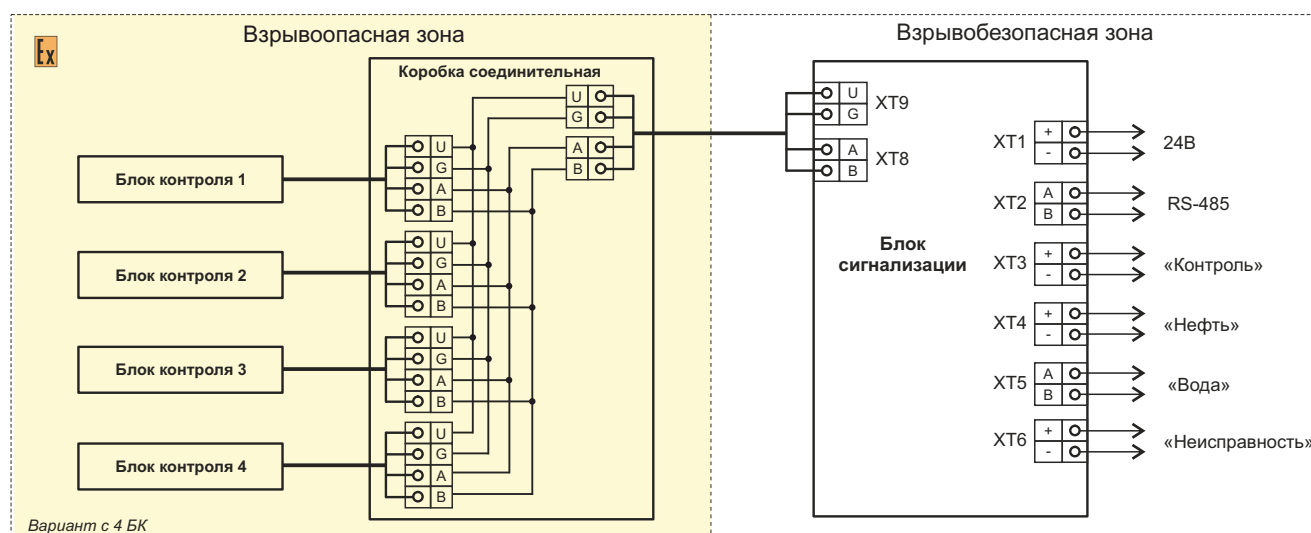 Взрывоопасная зона
Взрывобезопасная зона
Ex
Коробка соединительная
U
G
A
B
Блок контроля 1
U
G
A
B
Блок контроля 2
U
G
A
B
Блок контроля 3
U
G
A
B
Блок контроля 4
U
G
A
B
Вариант с 4 БК
U
G
XT9
A
B
XT8
Блок
сигнализации
XT1
+
-
24В
XT2
A
B
RS-485
XT3
+
-
«Контроль»
XT4
+
-
«Нефть»
XT5
A
B
«Вода»
XT6
+
-
«Неисправность»